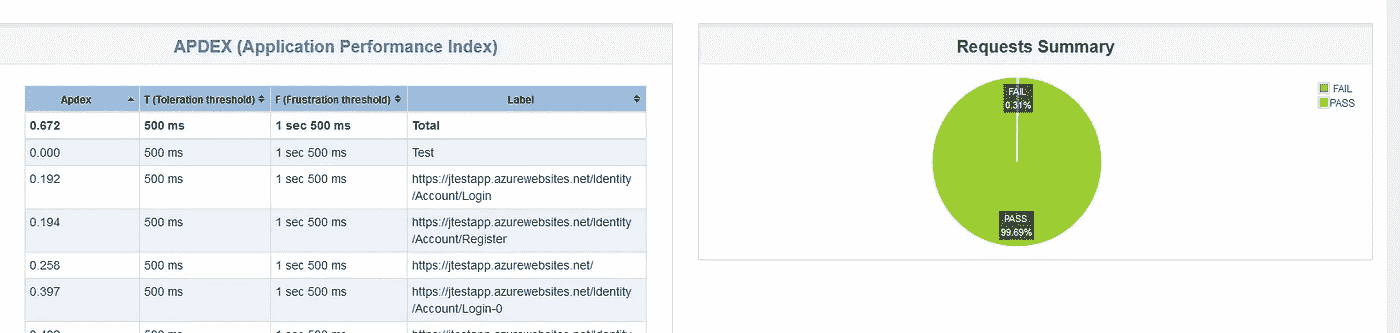 APDEX (Application Performance Index)
Apdex T (Toleration threshold) F (Frustration threshold) Label
0.672 500 ms 1 sec 500 ms Total
0.000 500 ms 1 sec 500 ms Test
0.192 500 ms 1 sec 500 ms https://jtestapp.azurewebsites.net/Identity
/Account/Login
0.194 500 ms 1 sec 500 ms https://jtestapp.azurewebsites.net/Identity
/Account/Register
0.258 500 ms 1 sec 500 ms https://jtestapp.azurewebsites.net/
0.397 500 ms 1 sec 500 ms https://jtestapp.azurewebsites.net/Identity
/Account/Login-0
Requests Summary
FAIL
0.31%
PASS
99.69%
FAIL
PASS